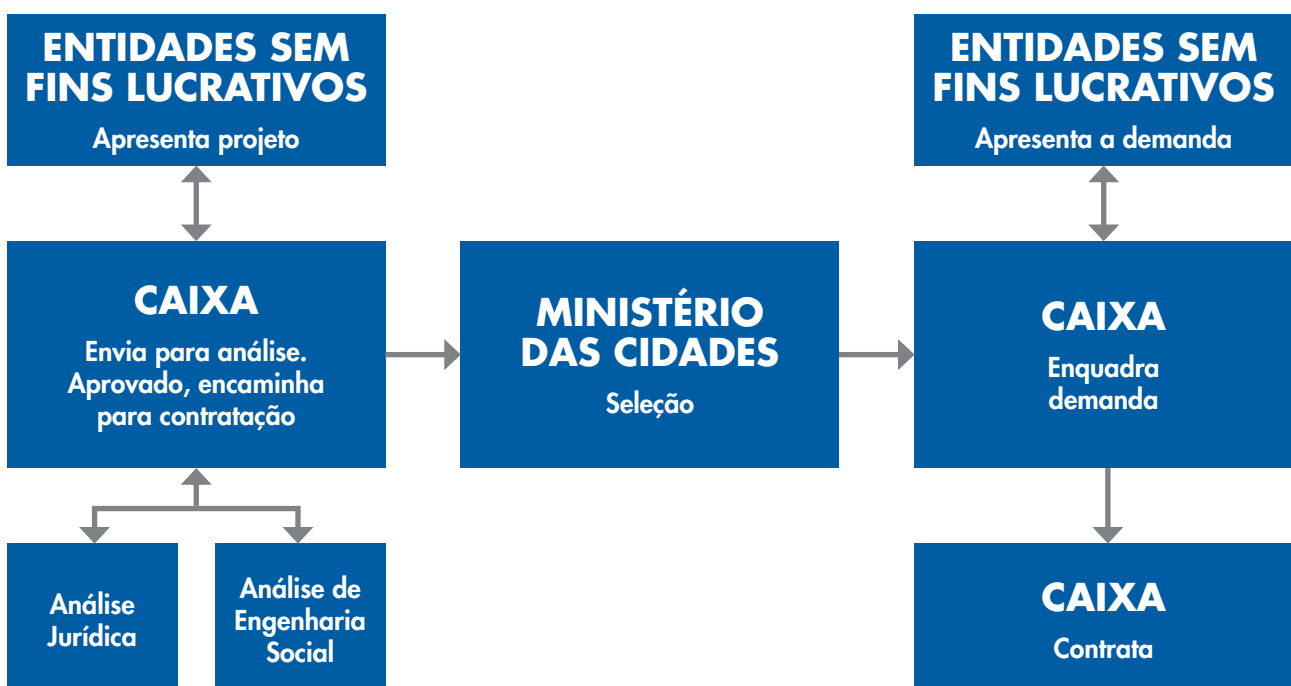 ENTIDADES SEM
FINS LUCRATIVOS
Apresenta projeto
ENTIDADES SEM
FINS LUCRATIVOS
Apresenta a demanda
CAIXA
Envia para análise.
Aprovado, encaminha
para contratação
MINISTÉRIO
DAS CIDADES
Seleção
CAIXA
Enquadra
demanda
Análise
Jurídica
Análise de
Engenharia
Social
CAIXA
Contrata